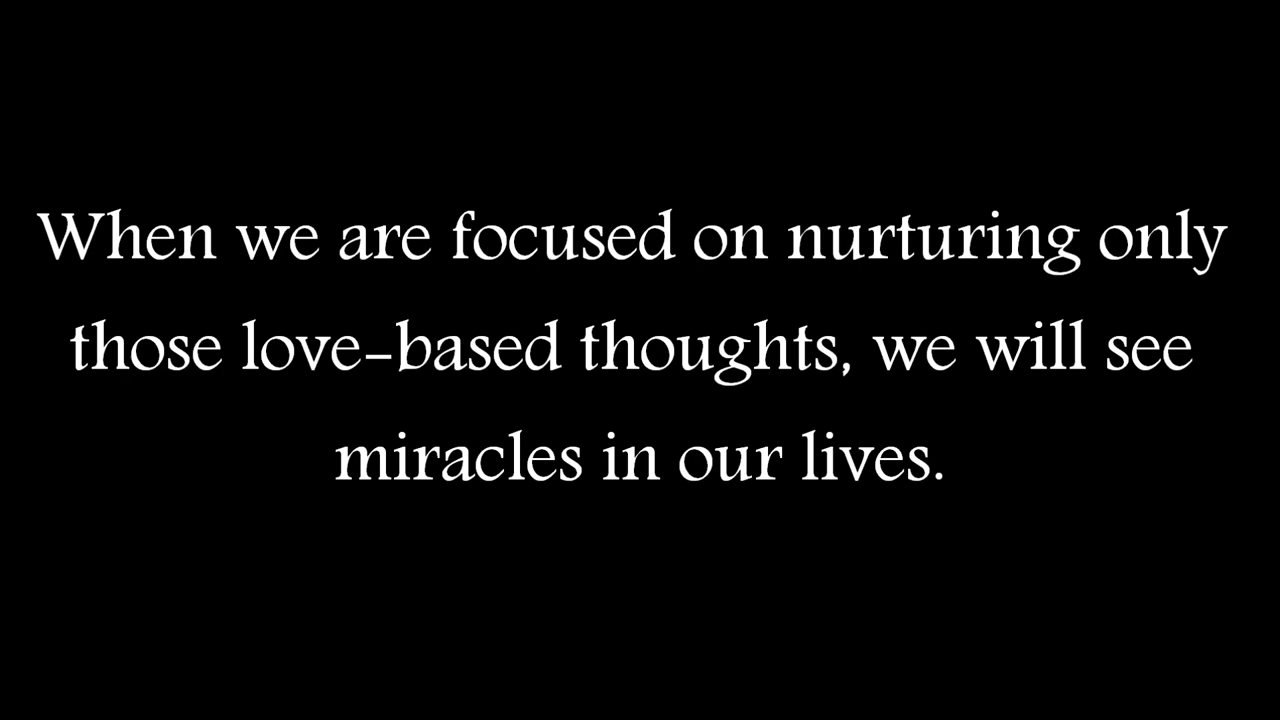 When we are focused on nurturing only
those love-based thoughts, we will see
miracles in our lives.